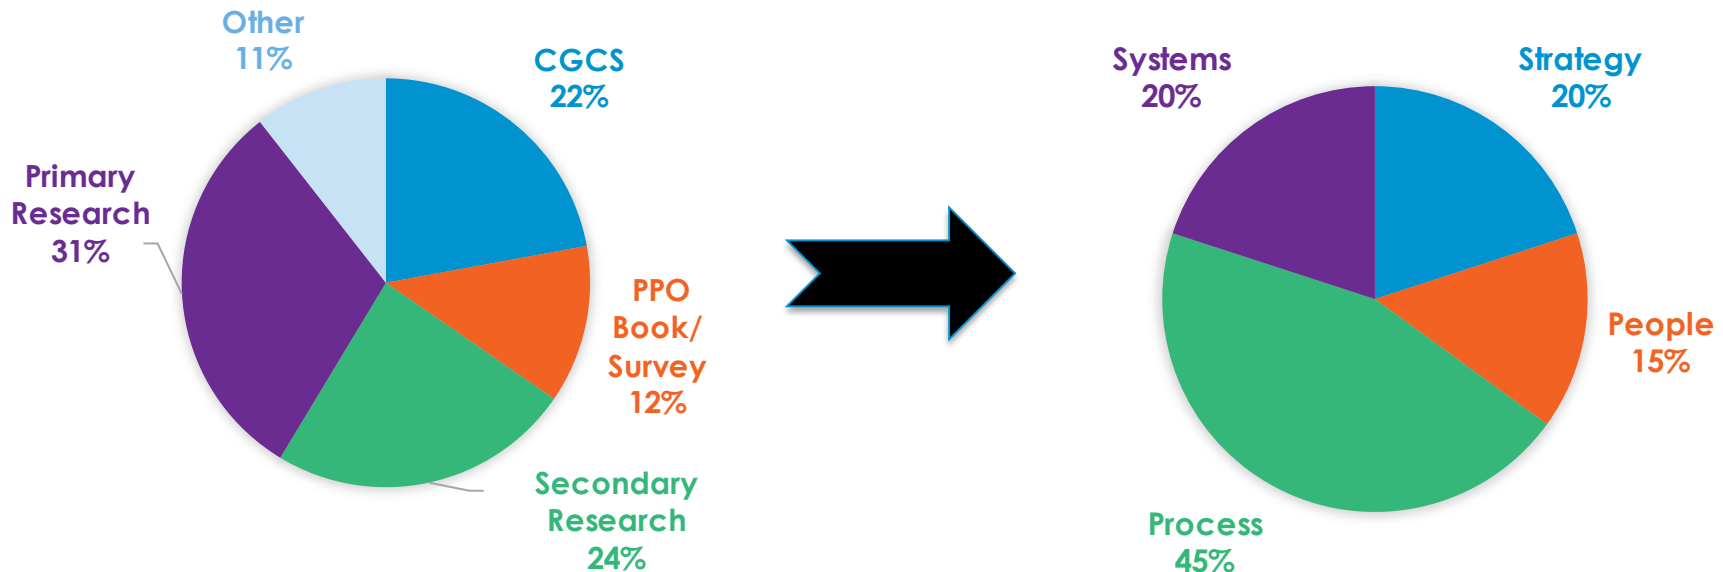 Other
11%
CGCS
22%
Primary
Research
31%
PPO
Book/
Survey
12%
Secondary
Research
24%
Systems
20%
Strategy
20%
People
15%
Process
45%